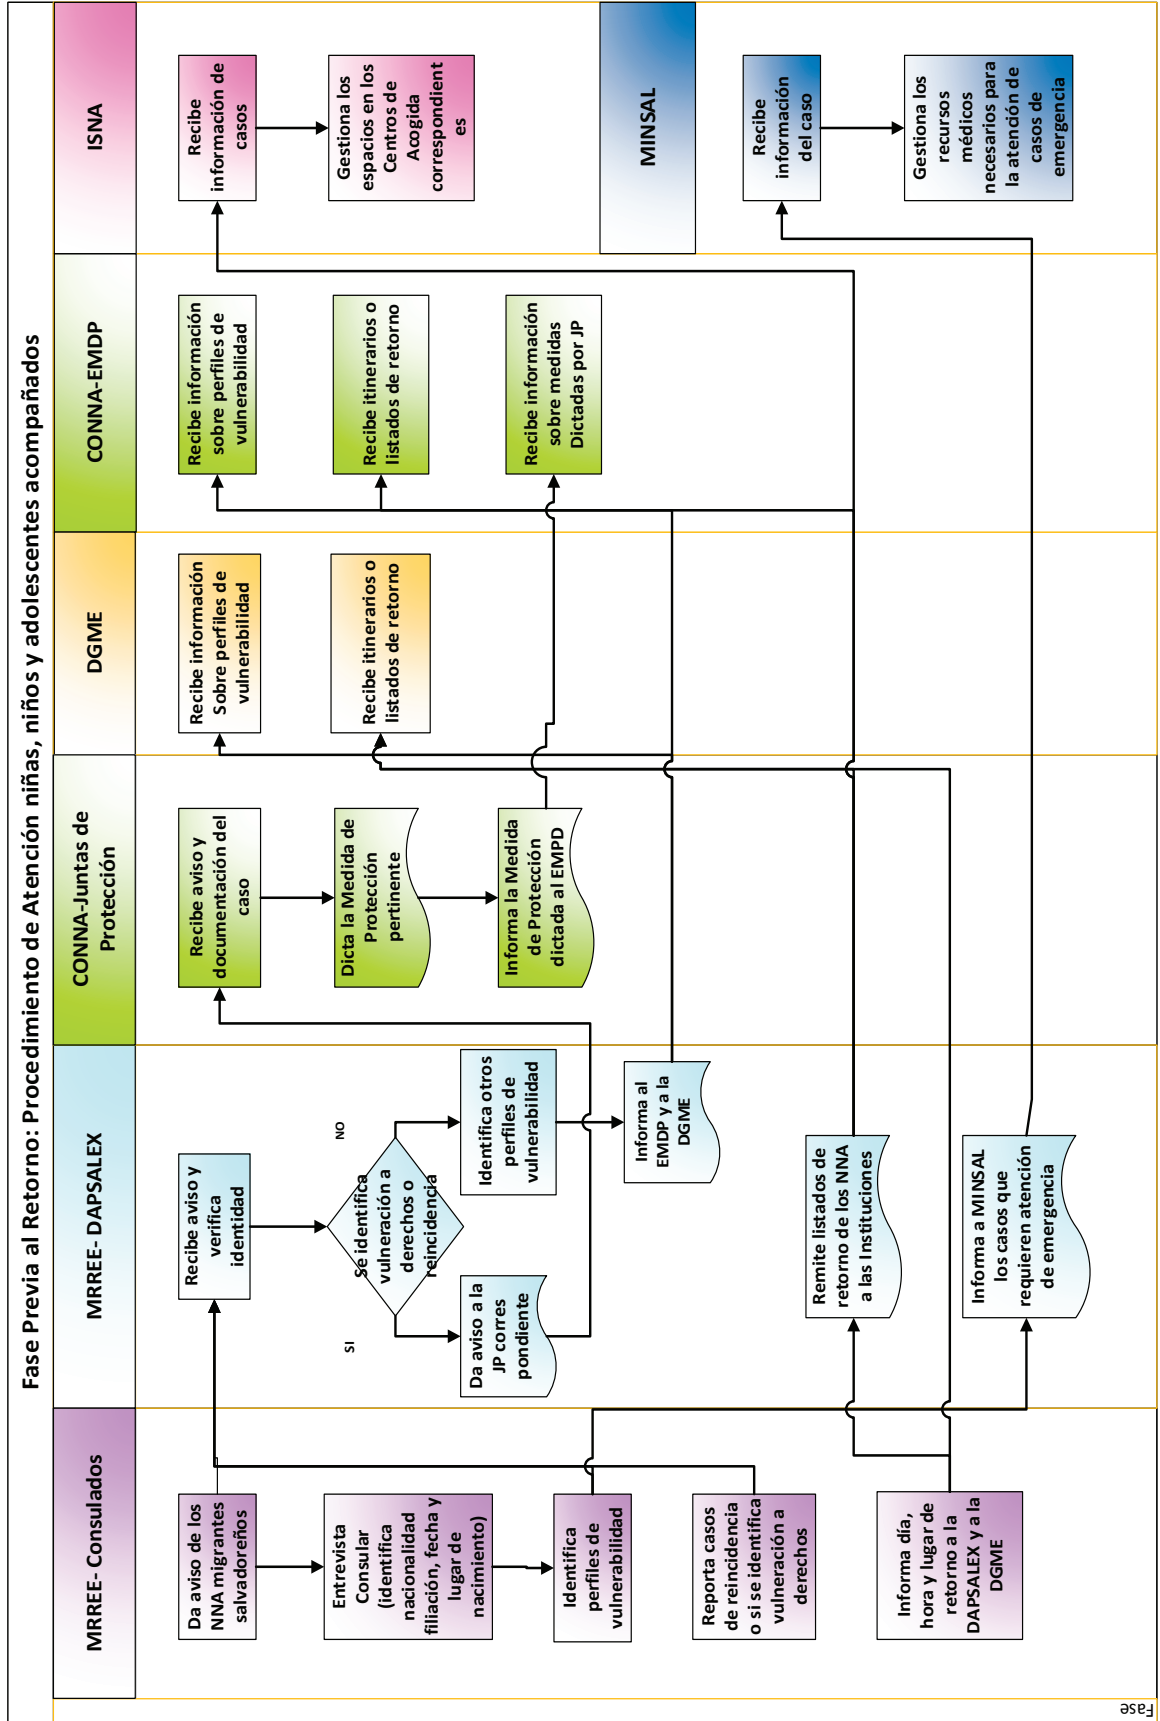 Fase Previa al Retorno: Procedimiento de Atención niñas, niños y adolescentes acompañados
MRREE- Consulados
Da aviso de los
NNA migrantes
salvadoreños
Entrevista
Consular
(identifica
nacionalidad
filiación, fecha y
lugar de
nacimiento)
Identifica
perfiles de
vulnerabilidad
Reporta casos
de reincidencia
o si se identifica
vulneración a
derechos
Informa día,
hora y lugar de
retorno a la
DAPSALEX y a la
DGME
MRREE- DAPSALEX
Recibe aviso y
verifica
identidad
Se identifica
vulneración a
derechos o
reincidencia
SI
NO
Da aviso a la
JP corres
pondiente
Identifica otros
perfiles de
vulnerabilidad
Informa al
EMDP y a la
DGME
Remite listados de
retorno de los NNA
a las Instituciones
Informa a MINSAL
los casos que
requieren atención
de emergencia
CONNA-Juntas de
Protección
Recibe aviso y
documentación del
caso
Dicta la Medida de
Protección
pertinente
Informa la Medida
de Protección
dictada al EMPD
DGME
Recibe información
Sobre perfiles de
vulnerabilidad
Recibe itinerarios o
listados de retorno
CONNA-EMDP
Recibe información
sobre perfiles de
vulnerabilidad
Recibe itinerarios o
listados de retorno
Recibe información
sobre medidas
Dictadas por JP
ISNA
Recibe
información de
casos
Gestiona los
espacios en los
Centros de
Acogida
correspondient
es
MINSAL
Recibe
información
del caso
Gestiona los
recursos
médicos
necesarios para
la atención de
casos de
emergencia
Fase